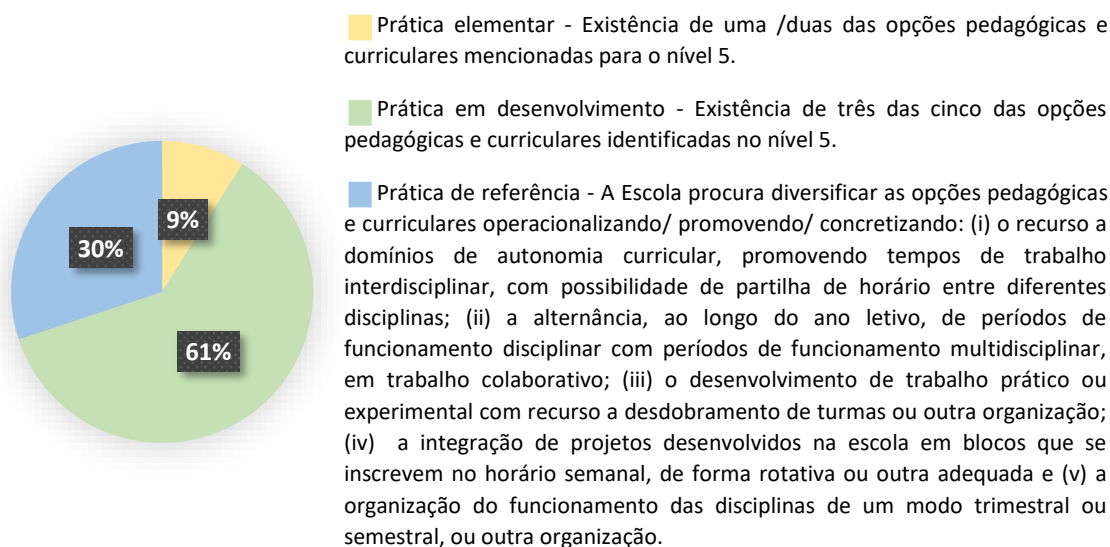 Prática elementar - Existência de uma /duas das opções pedagógicas e
curriculares mencionadas para o nível 5.
Prática em desenvolvimento - Existência de três das cinco das opções
pedagógicas e curriculares identificadas no nível 5.
Prática de referência - A Escola procura diversificar as opções pedagógicas
e curriculares operacionalizando/ promovendo/ concretizando: (i) o recurso a
domínios de autonomia curricular, promovendo tempos de trabalho
interdisciplinar, com possibilidade de partilha de horário entre diferentes
disciplinas; (ii) a alternância, ao longo do ano letivo, de períodos de
funcionamento disciplinar com períodos de funcionamento multidisciplinar,
em trabalho colaborativo; (iii) o desenvolvimento de trabalho prático ou
experimental com recurso a desdobramento de turmas ou outra organização;
(iv) a integração de projetos desenvolvidos na escola em blocos que se
inscrevem no horário semanal, de forma rotativa ou outra adequada e (v) a
organização do funcionamento das disciplinas de um modo trimestral ou
semestral, ou outra organização.
9%
30%
61%